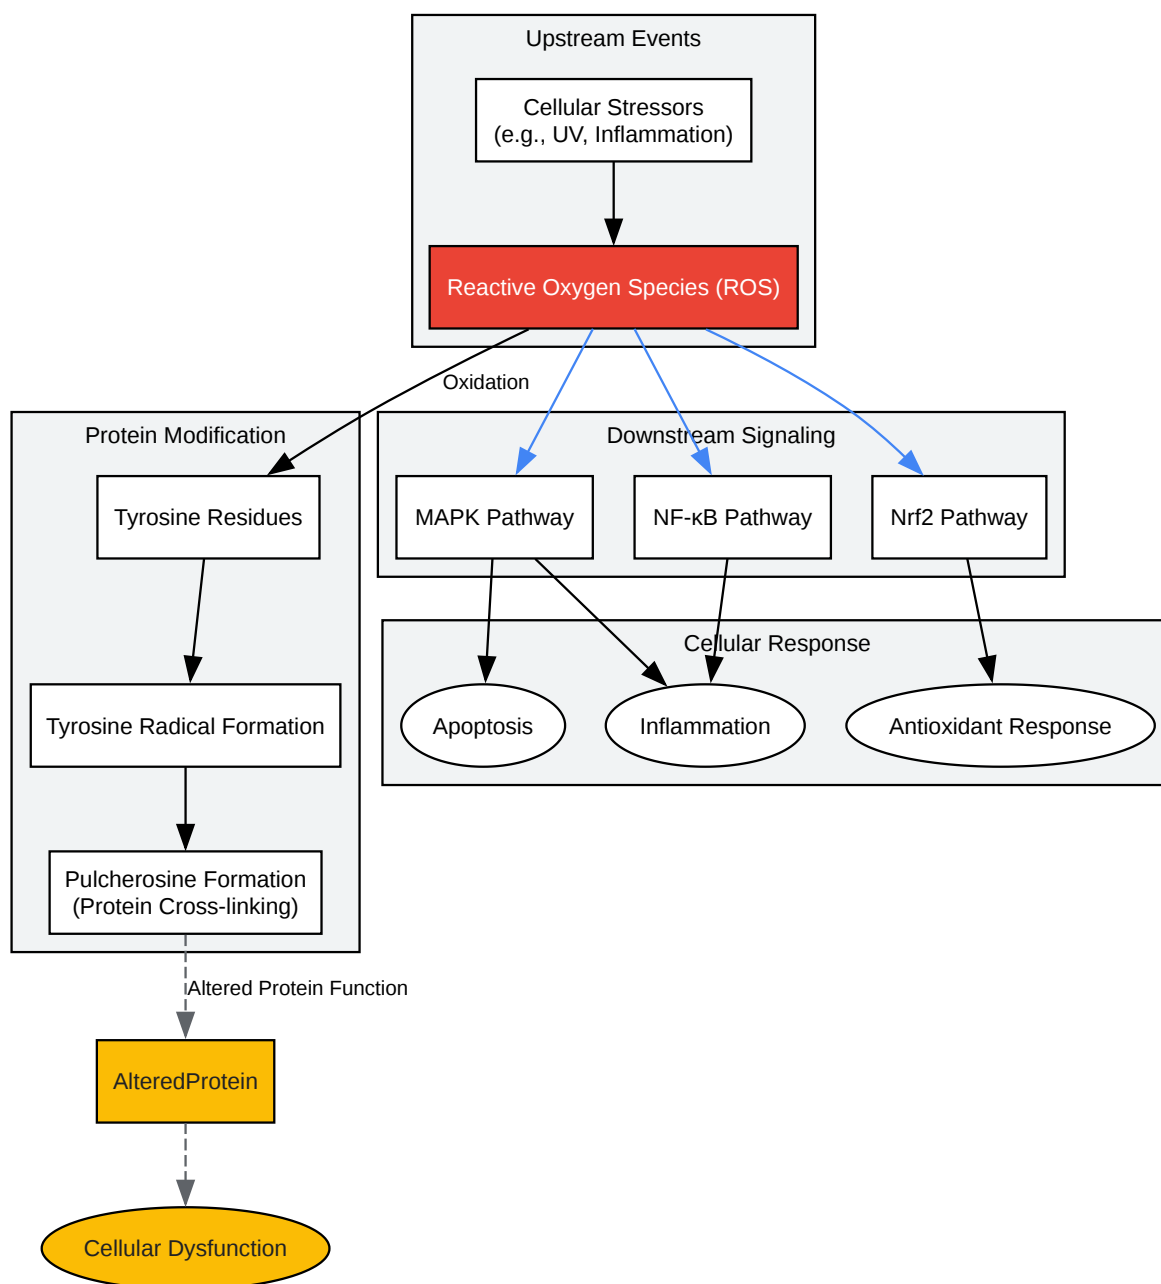 Upstream Events
Cellular Stressors
(e.g., UV, Inflammation)
Reactive Oxygen Species (ROS)
Oxidation
Protein Modification
Downstream Signaling
Tyrosine Residues
MAPK Pathway
NF-κB Pathway
Nrf2 Pathway
Cellular Response
Tyrosine Radical Formation
Apoptosis
Inflammation
Antioxidant Response
Pulcherosine Formation
(Protein Cross-linking)
Altered Protein Function
AlteredProtein
Cellular Dysfunction